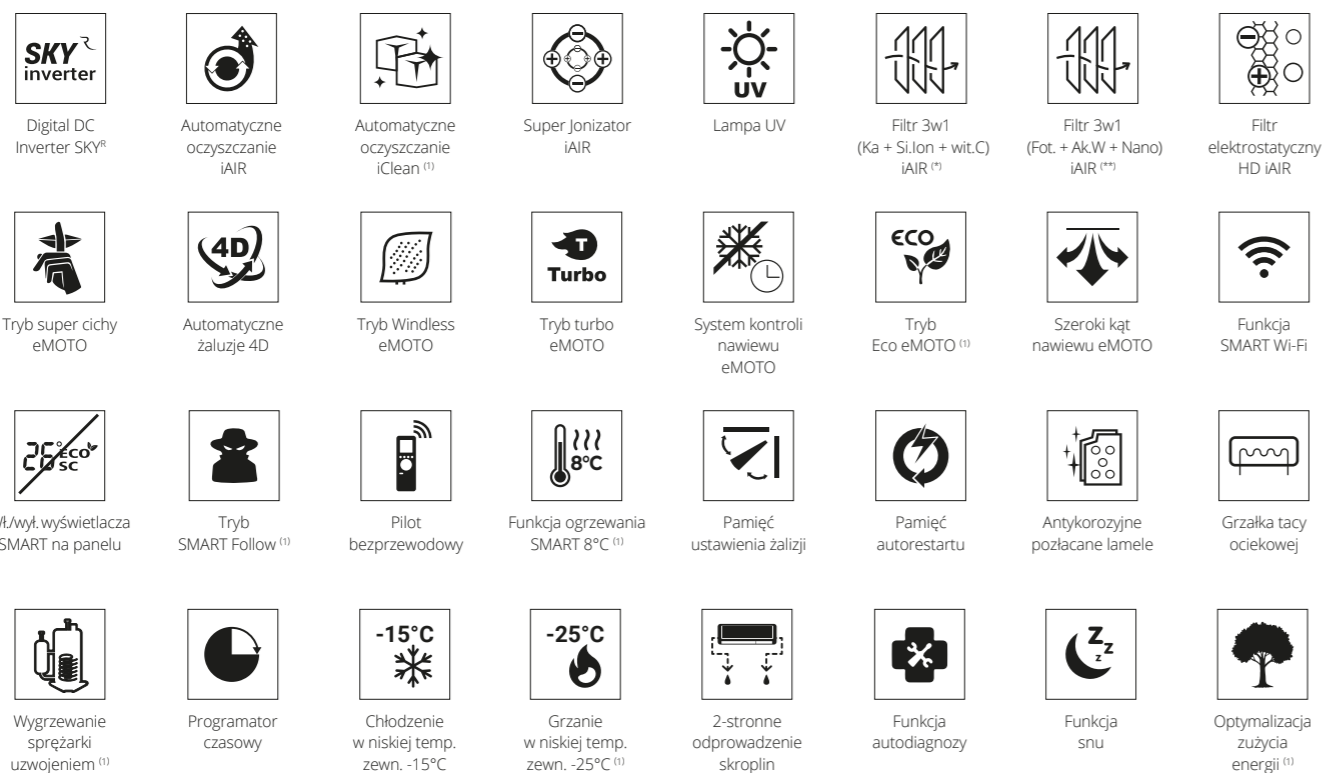 SKY R
inverter
Digital DC
Inverter SKYR
Automatyczne
oczyszczanie
iAIR
Automatyczne
oczyszczanie
iClean (1)
Super Jonizator
iAIR
UV
Lampa UV
Filtr 3w1
(Ka + Si.Ion + wit.C)
iAIR (*)
Filtr 3w1
(Fot. + Ak.W + Nano)
iAIR (**)
Filtr
elektrostatyczny
HD iAIR
Tryb super cichy
eMOTO
4D
Automatyczne
żaluzje 4D
Tryb Windless
eMOTO
T
Turbo
Tryb turbo
eMOTO
System kontroli
nawiewu
eMOTO
ECO
Tryb
Eco eMOTO (1)
Szeroki kąt
nawiewu eMOTO
Funkcja
SMART Wi-Fi
26° ECO
SC
/wył. wyświetlacza
SMART na panelu
Tryb
SMART Follow (1)
Pilot
bezprzewodowy
8°C
Funkcja ogrzewania
SMART 8°C (1)
Pamięć
ustawienia żalizji
Pamięć
autorestartu
Antykorozyjne
pozłacane lamele
Grzałka tacy
ociekowej
Wygrzewanie
sprężarki
uzwojeniem (1)
Programator
czasowy
-15°C
Chłodzenie
w niskiej temp.
zewn. -15°C
-25°C
Grzanie
w niskiej temp.
zewn. -25°C (1)
2-stronne
odprowadzenie
skroplin
Funkcja
autodiagnozy
Z z z
Funkcja
snu
Optymalizacja
zużycia
energii (1)